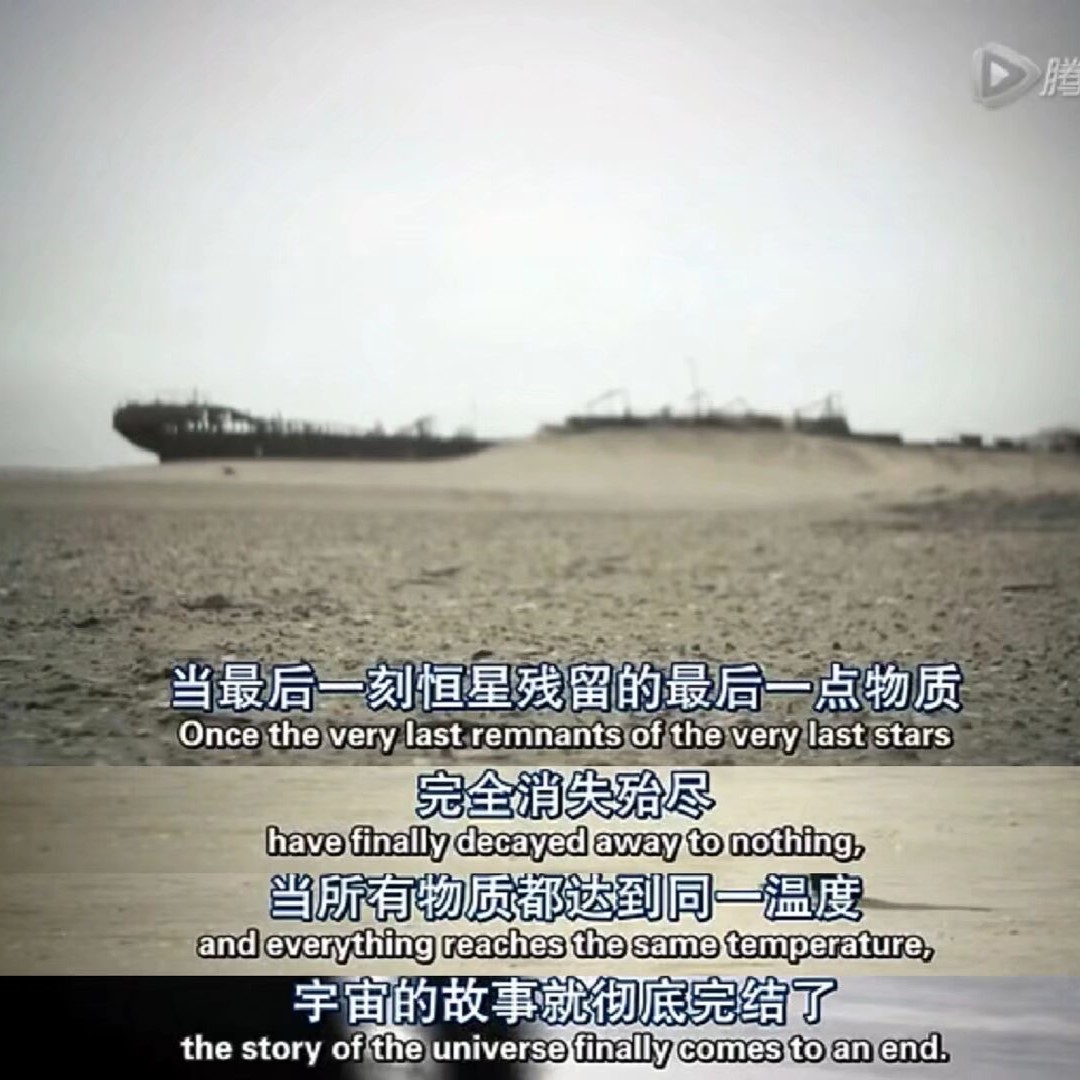 腾
当最后一刻恒星残留的最后一点物质
Once the very last remnants of the very last stars
完全消失殆尽
have finally decayed away to nothing,
当所有物质都达到同一温度
and everything reaches the same temperature,
宇宙的故事就彻底完结了
the story of the universe finally comes to an end.